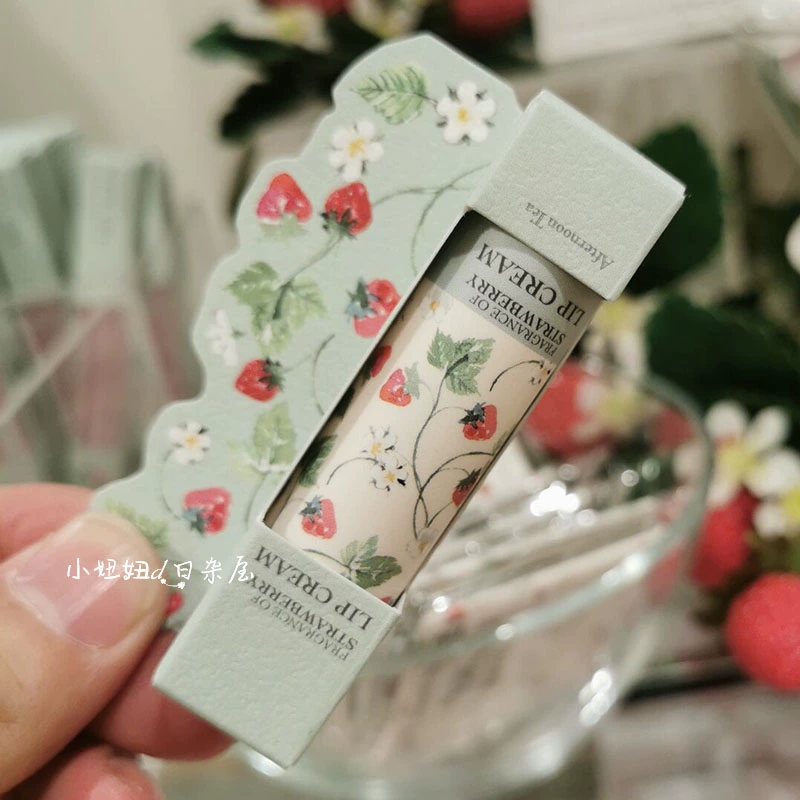 Afternoon Tea
FRAGRANCE OF
STRAWBERRY
LIP CREAM
FRAGRANCE OF
STRAWBERRY
LIP CREAM
小妞妞d日杂屋